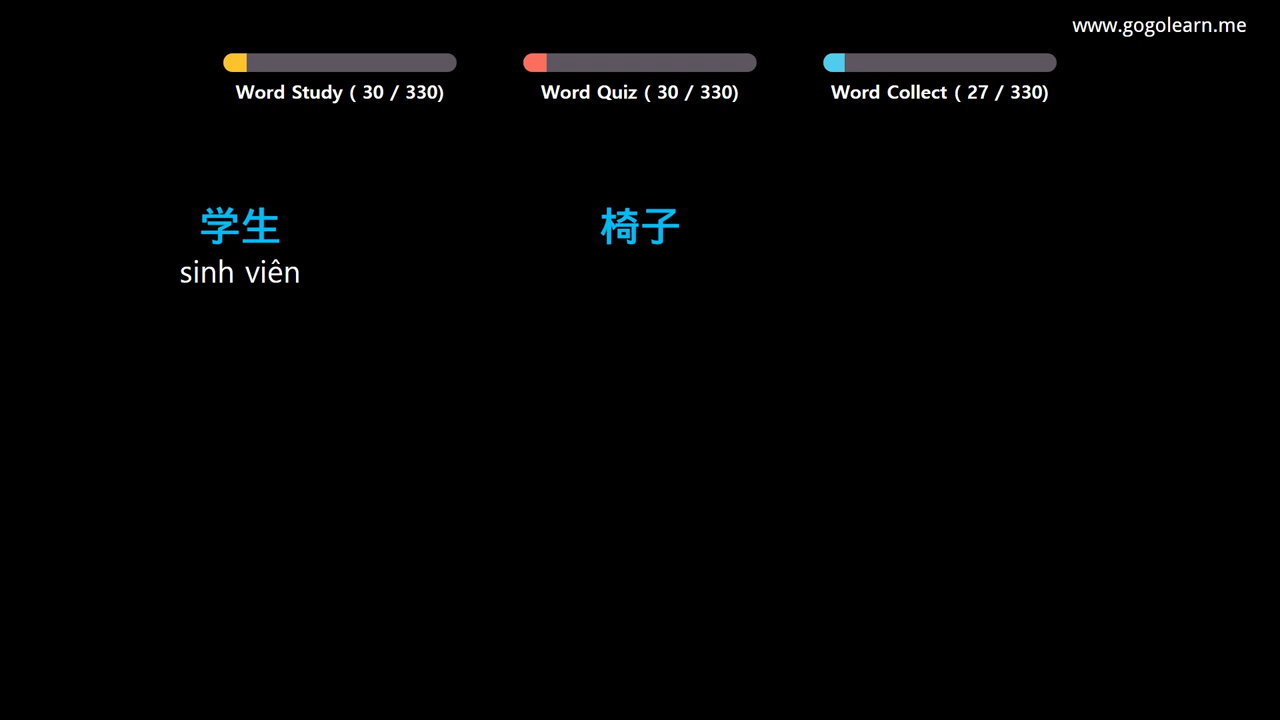 www.gogolearn.me
Word Study ( 30 / 330)
Word Quiz ( 30 / 330)
Word Collect ( 27 / 330)
学生
椅子
sinh viên